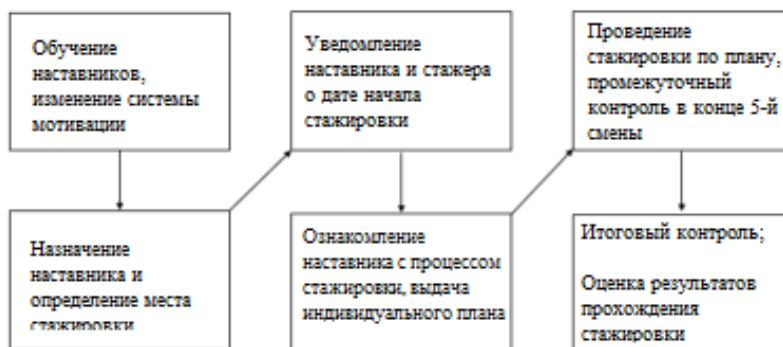 Обучение
наставников,
изменение системы
мотивации
Назначение
наставника и
определение места
стажировки
Уведомление
наставника и стажера
о дате начала
стажировки
Ознакомление
наставника с процессом
стажировки, выдача
индивидуального плана
Проведение
стажировки по плану,
промежуточный
контроль в конце 5-й
смены
Итоговый контроль;
Оценка результатов
прохождения
стажировки